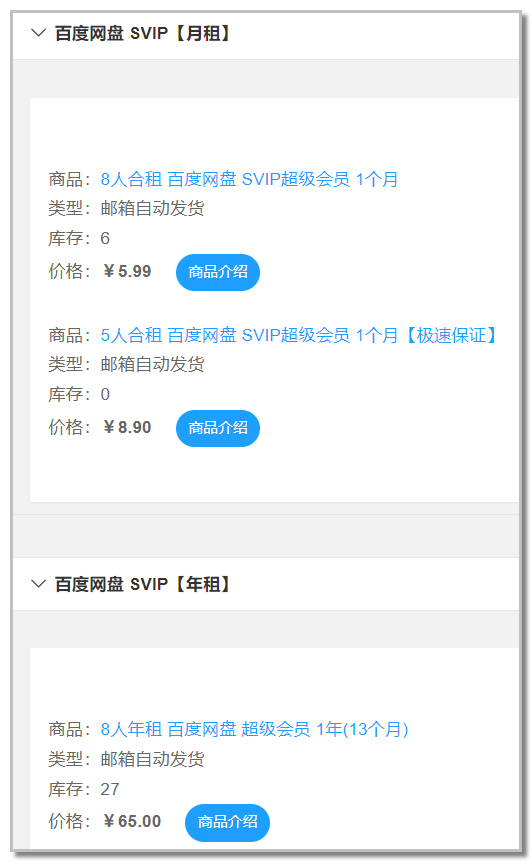 百度网盘 SVIP【月租】
商品：8人合租 百度网盘 SVIP超级会员 1个月
类型：邮箱自动发货
库存：6
价格：￥5.99 商品介绍
商品：5人合租 百度网盘 SVIP超级会员 1个月【极速保证】
类型：邮箱自动发货
库存：0
价格：￥8.90 商品介绍
百度网盘 SVIP【年租】
商品：8人年租 百度网盘 超级会员 1年(13个月)
类型：邮箱自动发货
库存：27
价格：￥65.00 商品介绍